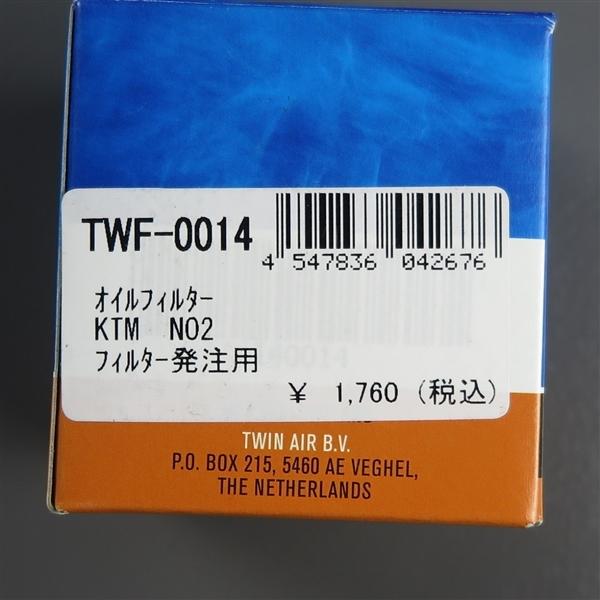 TWF-0014
4 547836 042676
オイルフィルター
KTM NO2
フィルター発注用
¥ 1,760 (税込)
TWIN AIR B.V.
P.O. BOX 215, 5460 AE VEGHEL,
THE NETHERLANDS